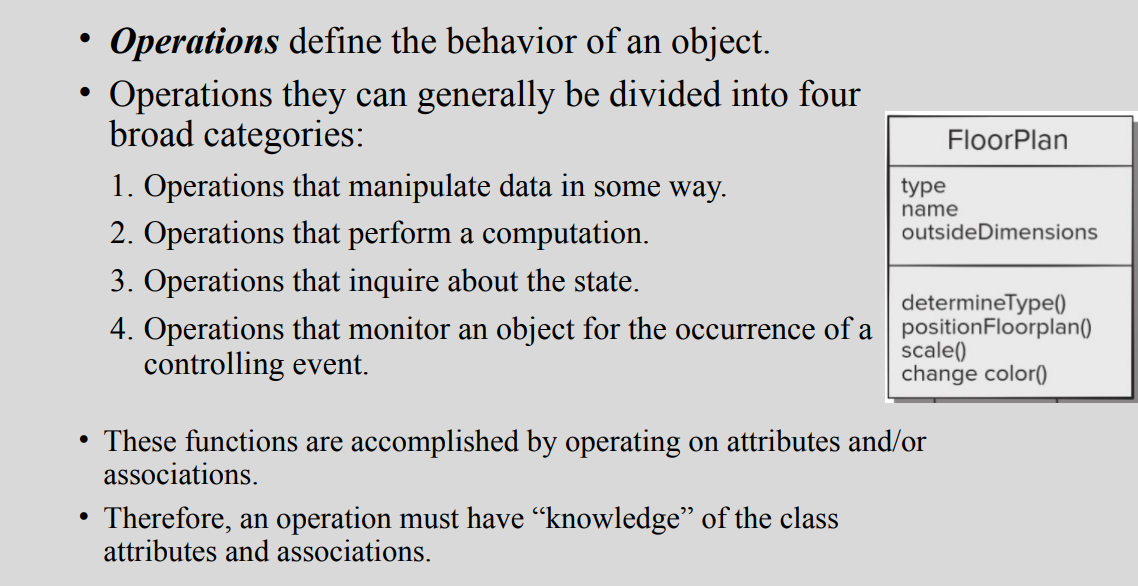 • Operations define the behavior of an object.
• Operations they can generally be divided into four
broad categories:
1. Operations that manipulate data in some way.
2. Operations that perform a computation.
3. Operations that inquire about the state.
4. Operations that monitor an object for the occurrence of a
controlling event.
• These functions are accomplished by operating on attributes and/or
associations.
• Therefore, an operation must have “knowledge” of the class
attributes and associations.
FloorPlan
type
name
outsideDimensions
determineType()
positionFloorplan()
scale()
change color()